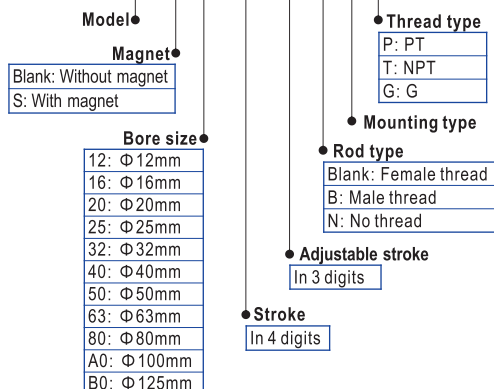 Model
Magnet
Blank: Without magnet
S: With magnet
Bore size
12: Φ12mm
16: Φ16mm
20: Φ20mm
25: Φ25mm
32: Φ32mm
40: Φ40mm
50: Φ50mm
63: Φ63mm
80: Φ80mm
A0: Φ100mm
B0: Φ125mm
Stroke
In 4 digits
Adjustable stroke
In 3 digits
Rod type
Blank: Female thread
B: Male thread
N: No thread
Mounting type
Thread type
P: PT
T: NPT
G: G